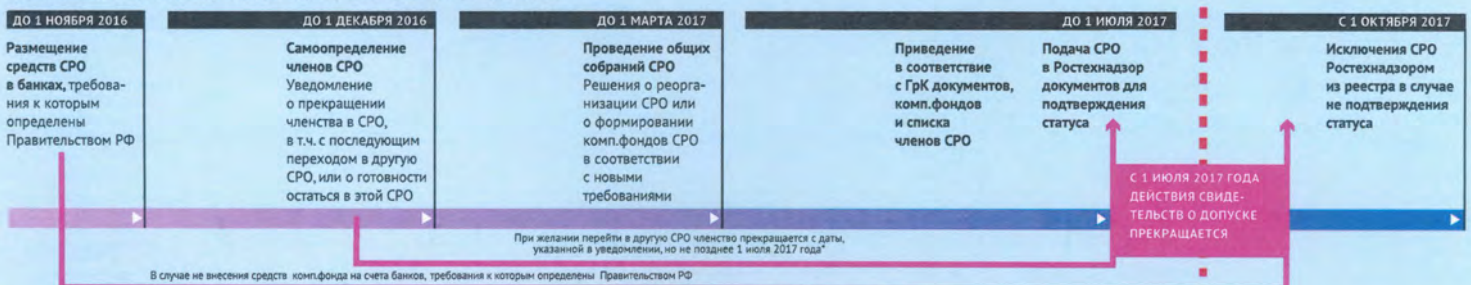 ДО 1 НОЯБРЯ 2016
Размещение
средств СРО
в банках, требова-
ния к которым
определены
Правительством РФ
ДО 1 ДЕКАБРЯ 2016
Самоопределение
членов СРО
Уведомление
о прекращении
членства в СРО,
в т.ч. с последующим
переходом в другую
СРО, или о готовности
остаться в этой СРО
ДО 1 МАРТА 2017
Проведение общих
собраний СРО
Решения о реорга-
низации СРО или
о формировании
комп.фондов СРО
в соответствии
с новыми
требованиями
ДО 1 ИЮЛЯ 2017
Приведение
в соответствие
с ГрК документов,
комп.фондов
и списка
членов СРО
Подача СРО
в Ростехнадзор
документов для
подтверждения
статуса
С 1 ОКТЯБРЯ 2017
Исключения СРО
Ростехнадзором
из реестра в случае
не подтверждения
статуса
С 1 ИЮЛЯ 2017 ГОДА
ДЕЙСТВИЯ СВИДЕ-
ТЕЛЬСТВ О ДОПУСКЕ
ПРЕКРАЩАЕТСЯ
При желании перейти в другую СРО членство прекращается с даты,
указанной в уведомлении, но не позднее 1 июля 2017 года*
В случае не внесения средств комп.фонда на счета банков, требования к которым определены Правительством РФ